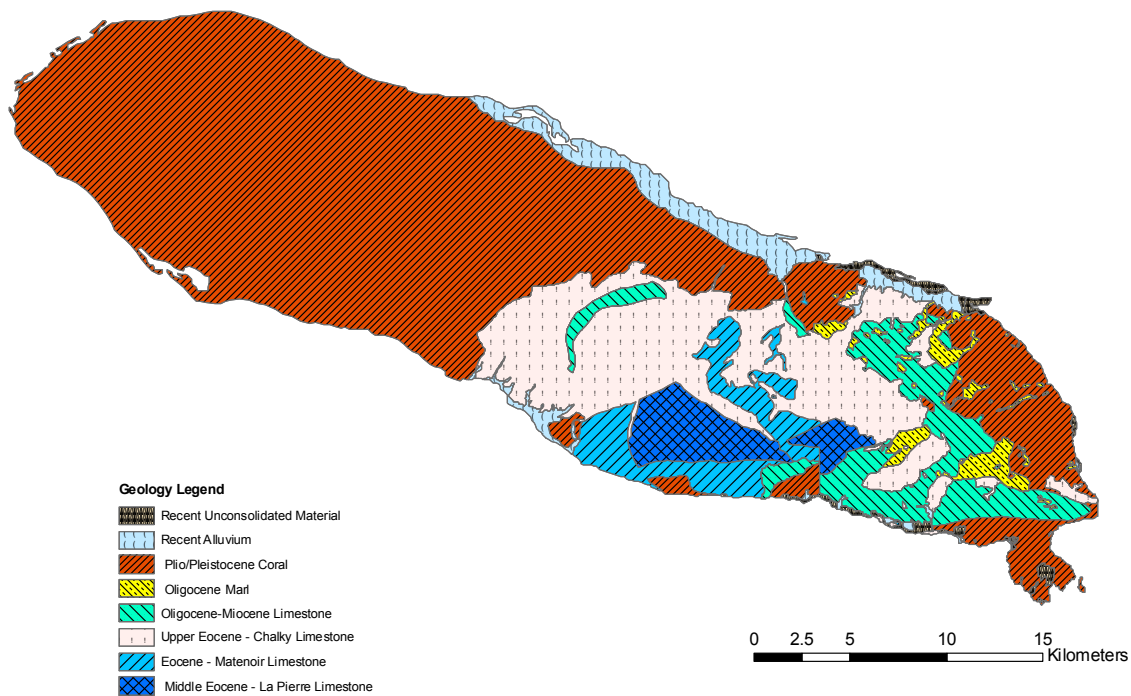 Geology Legend
Recent Unconsolidated Material
Recent Alluvium
Plio/Pleistocene Coral
Oligocene Marl
Oligocene-Miocene Limestone
Upper Eocene - Chalky Limestone
Eocene - Matenoir Limestone
Middle Eocene - La Pierre Limestone
0 2.5 5 10 15
Kilometers